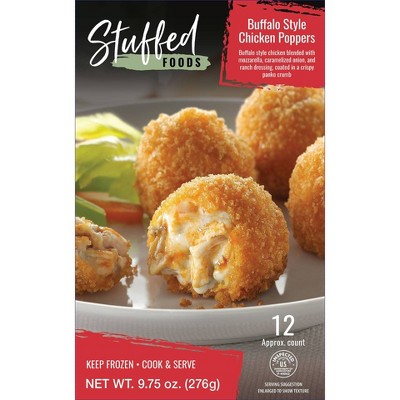 Stuffed
FOODS
Buffalo Style
Chicken Poppers
Buffalo style chicken blended with
mozzarella, caramelized onion, and
ranch dressing, coated in a crispy
panko crumb
12
Approx. count
KEEP FROZEN • COOK & SERVE
NET WT. 9.75 oz. (276g)
INSPECTED
U.S.
SERVING SUGGESTION
ENLARGED TO SHOW TEXTURE